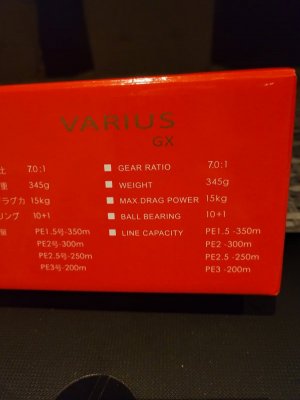 VARIUS
GX
比 7.0:1
重 345g
ラグカ 15kg
リング 10+1
量 PE1.5号-350m
PE2号-300m
PE2.5号-250m
PE3号-200m
GEAR RATIO 7.0:1
WEIGHT 345g
MAX DRAG POWER 15kg
BALL BEARING 10+1
LINE CAPACITY PE1.5 -350m
PE2 -300m
PE2.5 -250m
PE3 -200m